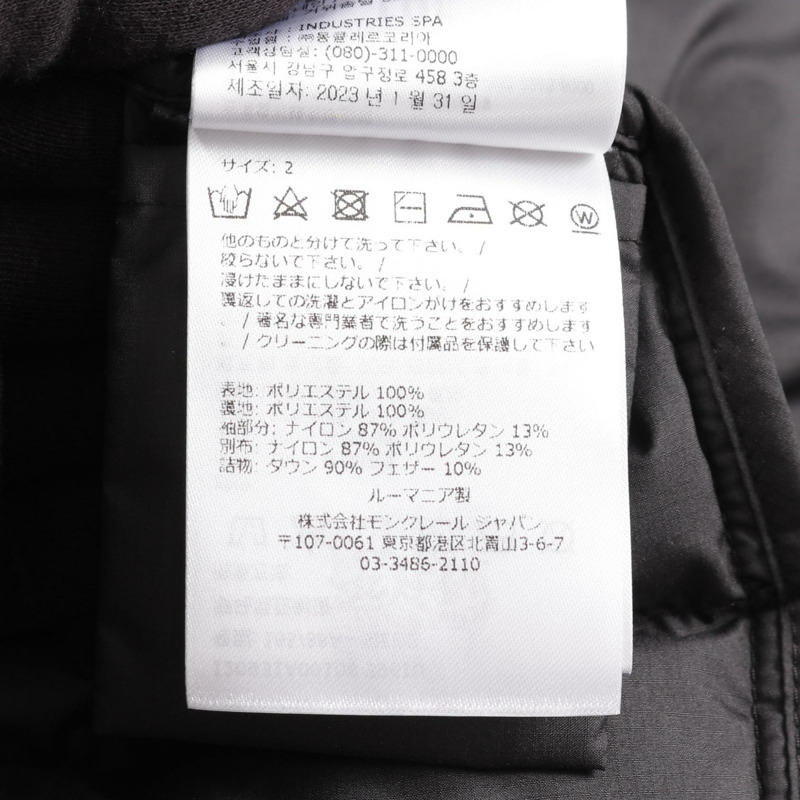 INDUSTRIES SPA
㈜몽클레르코리아
고객상담실: (080)-311-0000
서울시 강남구 압구정로 458 3층
제조일자: 2023 년 1 월 31 일
サイズ: 2
W
他のものと分けて洗って下さい。 /
絞らないで下さい。 /
浸けたままにしないで下さい。 /
裏返しての洗濯とアイロンかけをおすすめします
。 / 著名な専門業者で洗うことをおすすめします
。 / クリーニングの際は付属品を保護して下さい
表地: ポリエステル 100%
裏地: ポリエステル 100%
袖部分: ナイロン 87% ポリウレタン 13%
別布: ナイロン 87% ポリウレタン 13%
詰物: ダウン 90% フェザー 10%
ルーマニア製
株式会社モンクレール ジャパン
〒107-0061 東京都港区北青山3-6-7
03-3486-2110